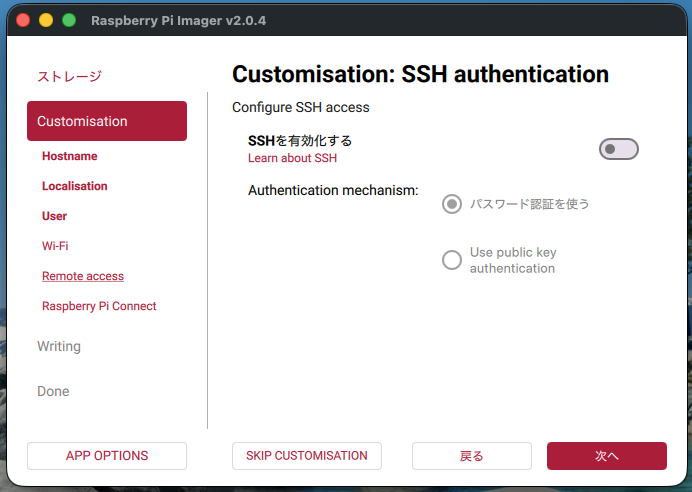 Raspberry Pi Imager v2.0.4
ストレージ
Customisation
Hostname
Localisation
User
Wi-Fi
Remote access
Raspberry Pi Connect
Writing
Done
APP OPTIONS
Customisation: SSH authentication
Configure SSH access
SSHを有効化する
Learn about SSH
Authentication mechanism:
パスワード認証を使う
Use public key
authentication
SKIP CUSTOMISATION
戻る
次へ